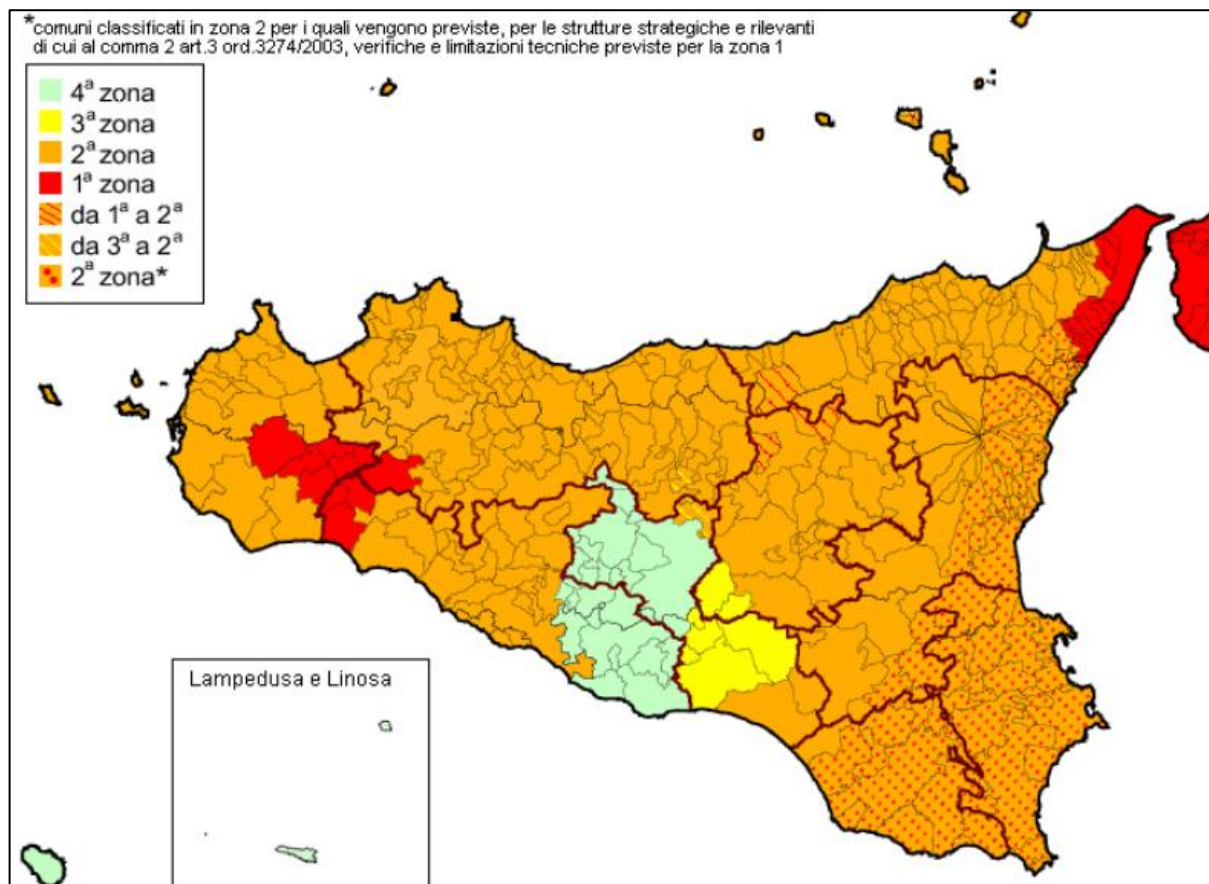 *comuni classificati in zona 2 per i quali vengono previste, per le strutture strategiche e rilevanti
di cui al comma 2 art.3 ord.3274/2003, verifiche e limitazioni tecniche previste per la zona 1
4ª zona
3ª zona
2ª zona
1ª zona
da 1ª a 2ª
da 3ª a 2ª
2ª zona*
Lampedusa e Linosa